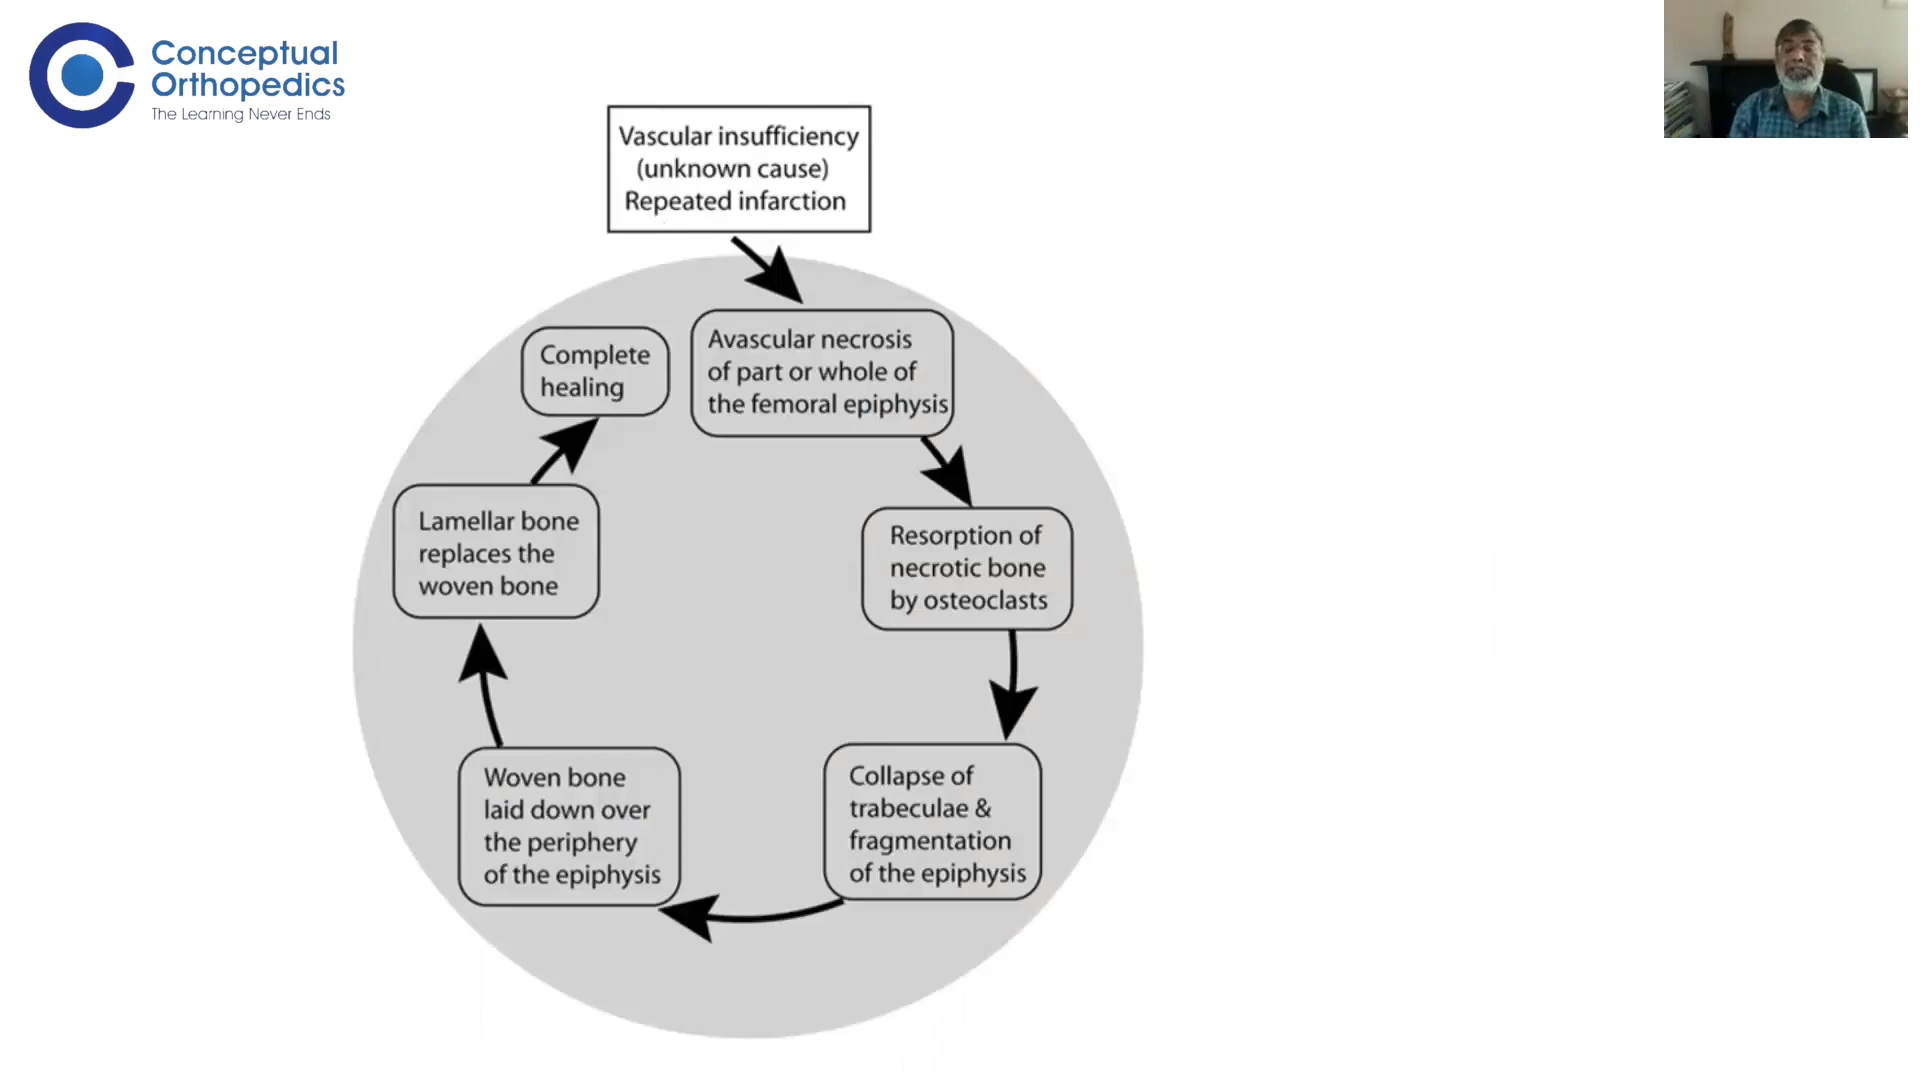 Conceptual
Orthopedics
The Learning Never Ends
Vascular insufficiency
(unknown cause)
Repeated infarction
Avascular necrosis
of part or whole of
the femoral epiphysis
Resorption of
necrotic bone
by osteoclasts
Collapse of
trabeculae &
fragmentation
of the epiphysis
Woven bone
laid down over
the periphery
of the epiphysis
Lamellar bone
replaces the
woven bone
Complete
healing